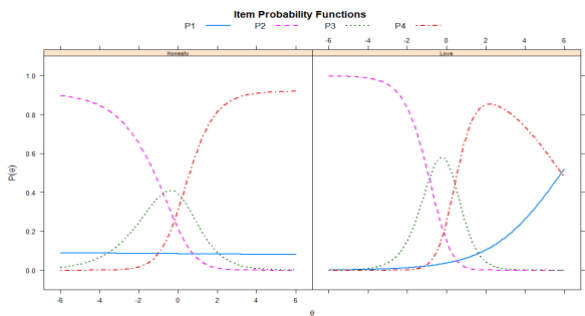 Item Probability Functions
P1 P2 P3 P4
-6 -4 -2 0 2 4 6
Honesty Love
1.0
0.8
0.6
0.4
0.2
0.0
P(θ)
-6 -4 -2 0 2 4 6
θ